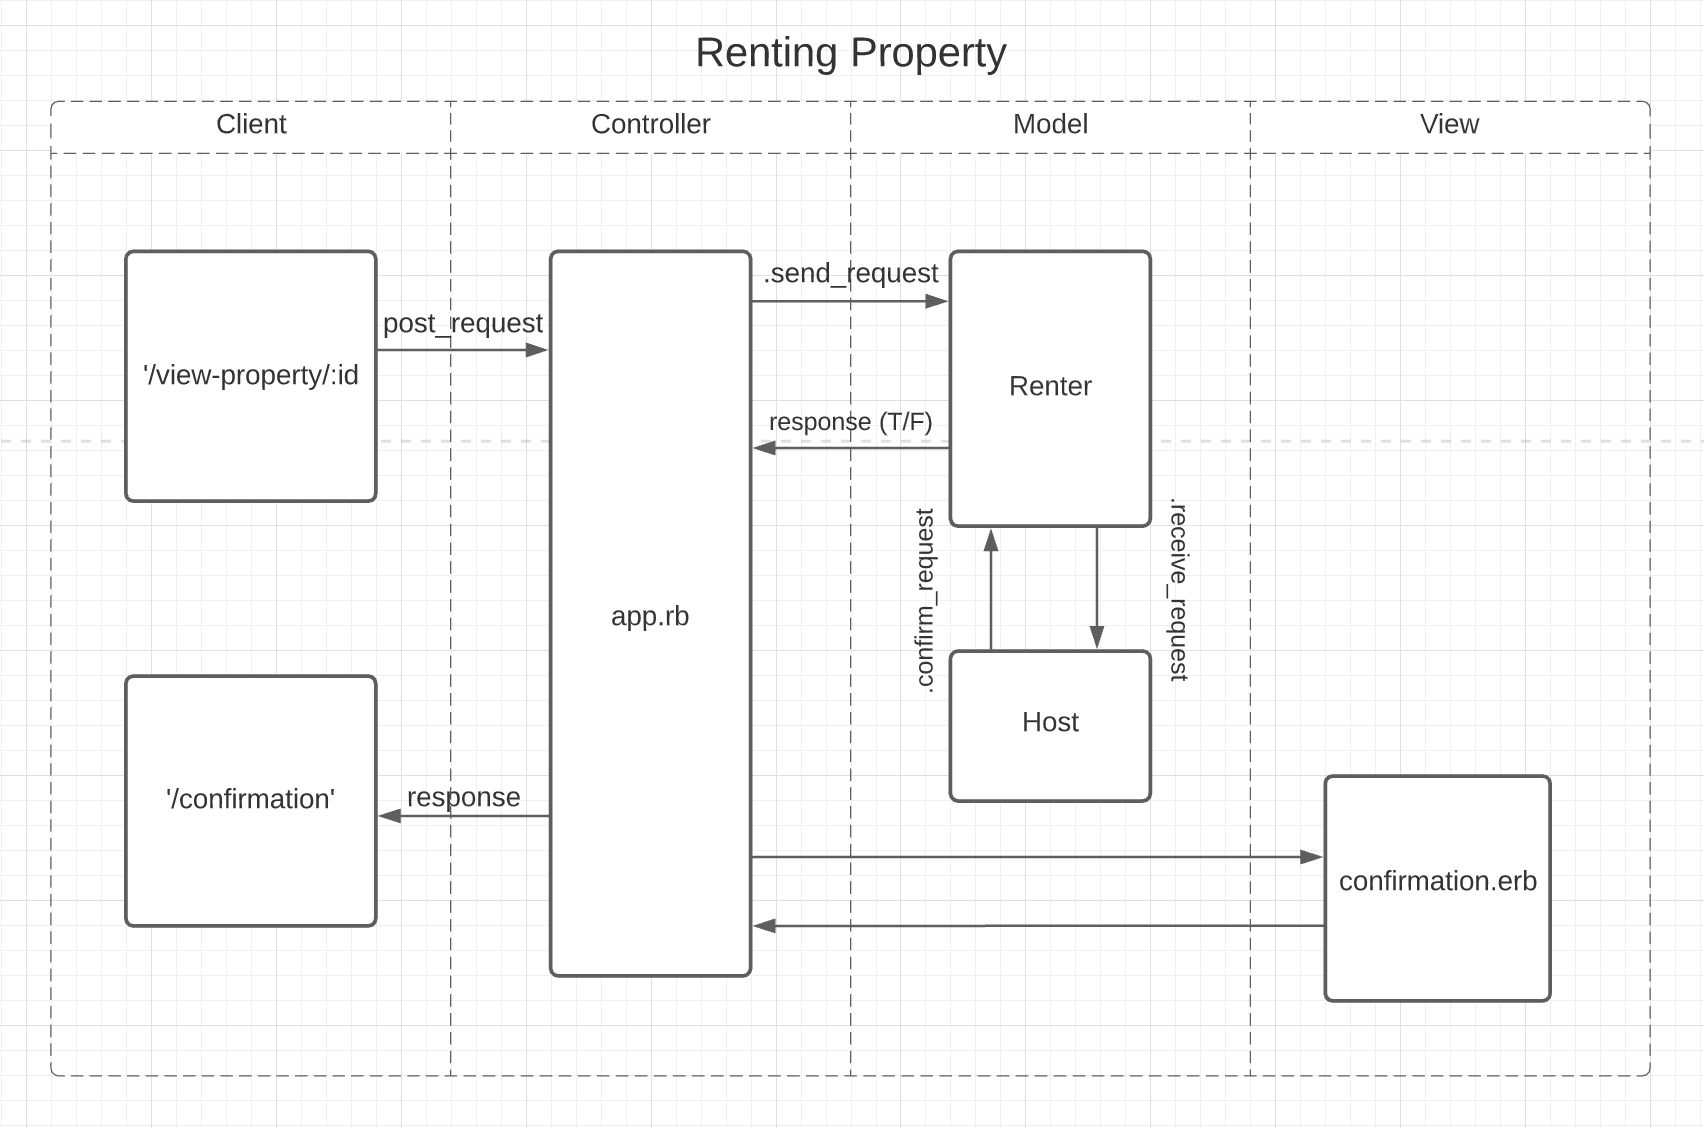 Renting Property
Client
Controller
Model
View
'/view-property/:id
post_request
.send_request
Renter
response (T/F)
.confirm_request
.receive_request
app.rb
Host
'/confirmation'
response
confirmation.erb